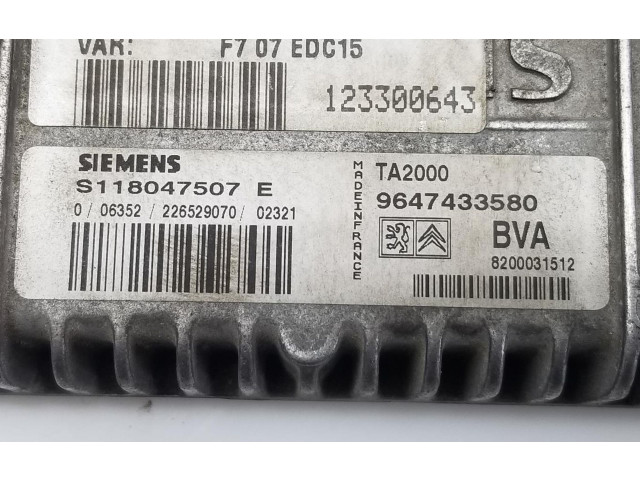 VAR: F7 07 EDC15
123300643
S
SIEMENS
S118047507 E
0 / 06352 / 226529070 / 02321
MADEINFRANCE
TA2000
9647433580
BVA
8200031512